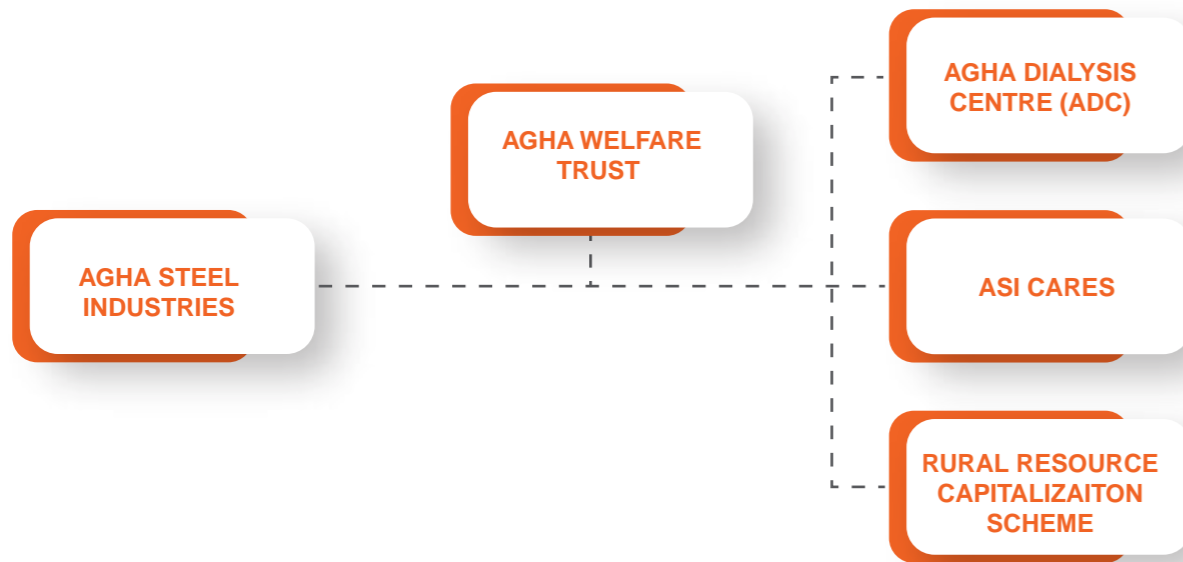 AGHA STEEL
INDUSTRIES
AGHA WELFARE
TRUST
AGHA DIALYSIS
CENTRE (ADC)
ASI CARES
RURAL RESOURCE
CAPITALIZAITON
SCHEME